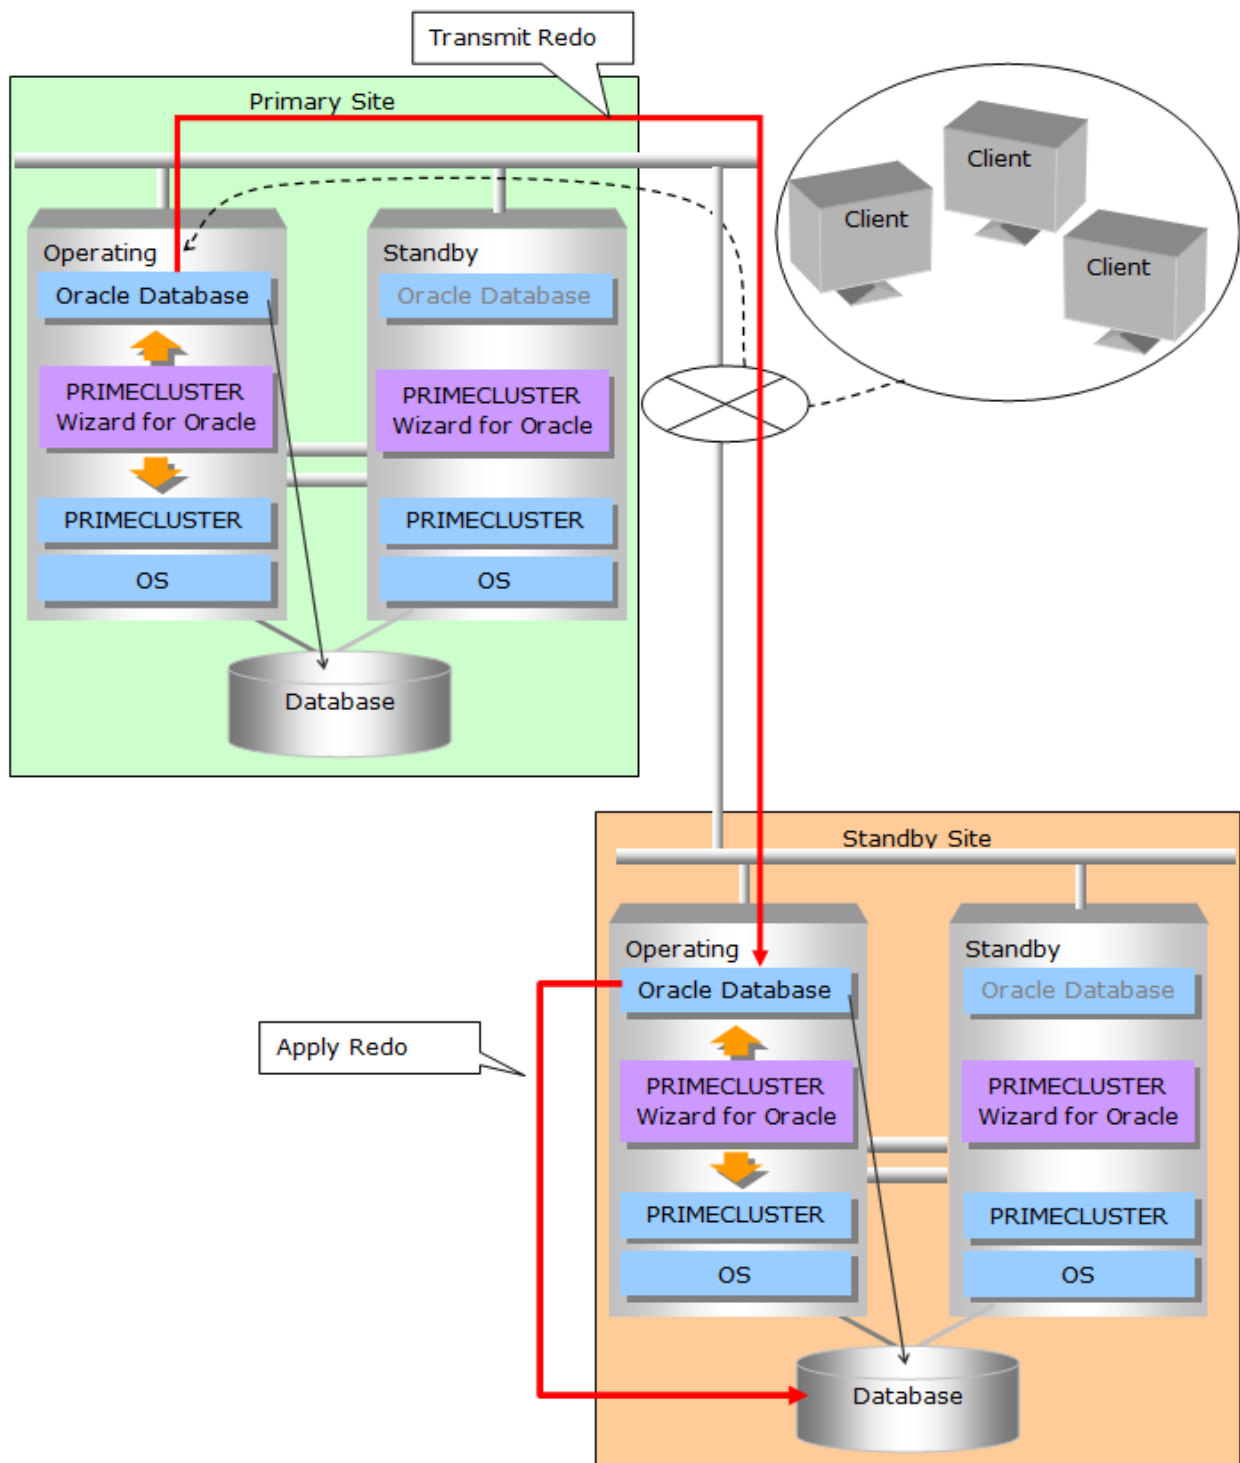 Transmit Redo
Primary Site
Client
Client
Client
Operating
Oracle Database
PRIMECLUSTER
Wizard for Oracle
PRIMECLUSTER
OS
Standby
Oracle Database
PRIMECLUSTER
Wizard for Oracle
PRIMECLUSTER
OS
Database
Standby Site
Operating
Oracle Database
PRIMECLUSTER
Wizard for Oracle
PRIMECLUSTER
OS
Standby
Oracle Database
PRIMECLUSTER
Wizard for Oracle
PRIMECLUSTER
OS
Apply Redo
Database